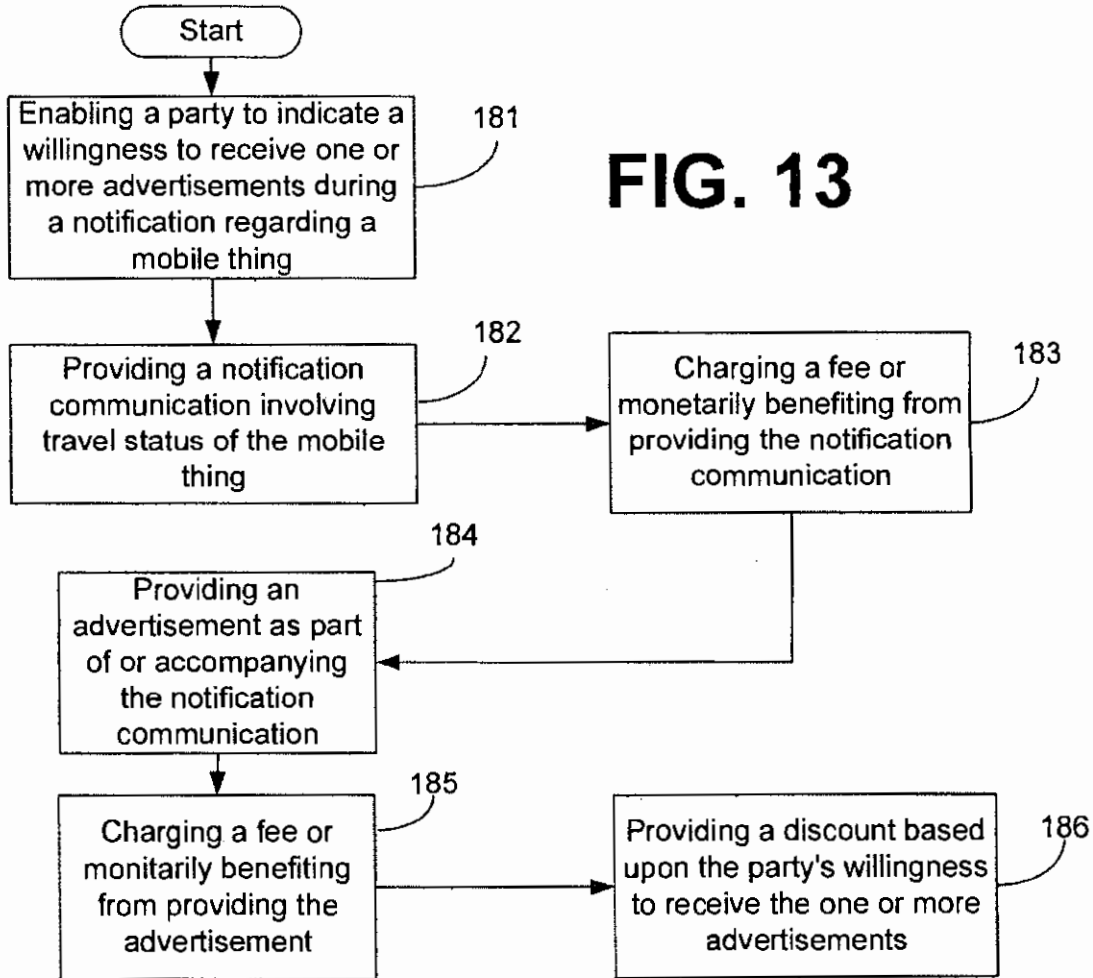 Start
Enabling a party to indicate a
willingness to receive one or
more advertisements during
a notification regarding a
mobile thing
181
FIG. 13
Providing a notification
communication involving
travel status of the mobile
thing
182
Charging a fee or
monetarily benefiting from
providing the notification
communication
183
184
Providing an
advertisement as part
of or accompanying
the notification
communication
185
Charging a fee or
monitarily benefiting
from providing the
advertisement
Providing a discount based
upon the party's willingness
to receive the one or more
advertisements
186